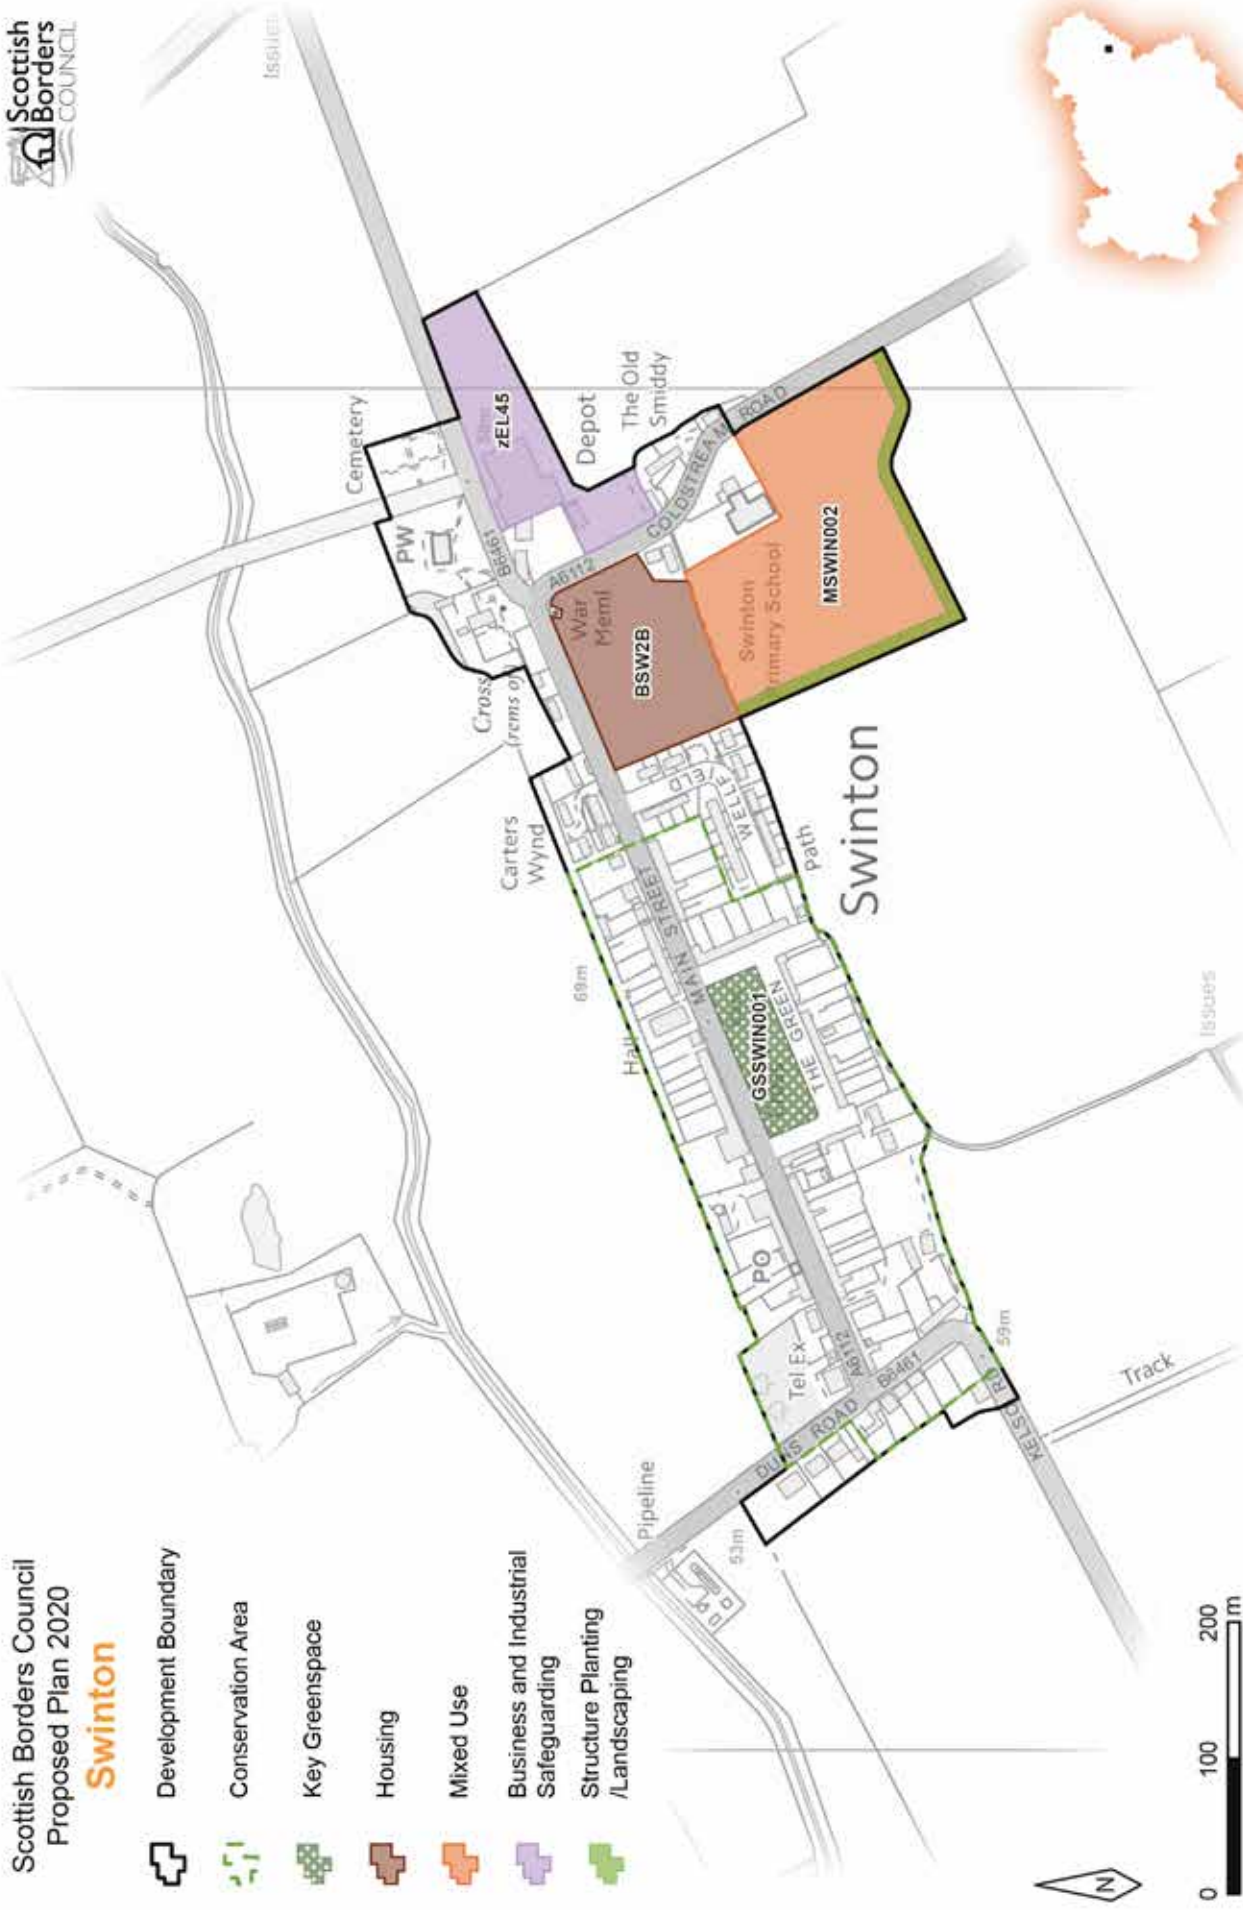 Scottish Borders Council
Proposed Plan 2020
Swinton
Development Boundary
Conservation Area
Key Greenspace
Housing
Mixed Use
Business and Industrial
Safeguarding
Structure Planting
/Landscaping
N
0 100 200
m
Scottish
Borders
COUNCIL
Issues
Cemetery
PW
B6461
zEL45
Depot
The Old
Smiddy
COLDSTREAM ROAD
A6112
War
Meml
BSW2B
MSWIN002
Swinton
Primary School
Cross
(rems of)
Carters
Wynd
WELLFIELD
Path
Swinton
69m
MAIN STREET
Hall
GSSWIN001
THE GREEN
Issues
PO
Tel Ex
A6112
B6461
DUNS ROAD
59m
KELSO RO
Track
Pipeline
53m